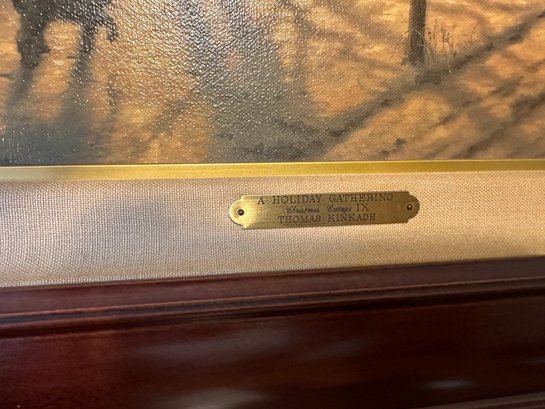 A HOLIDAY GATHERING
Christmas Cottage IX
THOMAS KINKADE